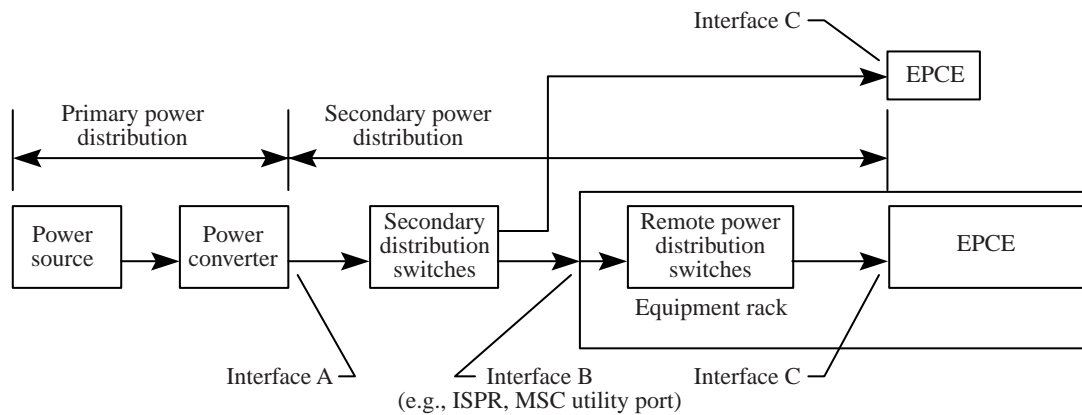 Interface C
EPCE
Primary power
distribution
Secondary power
distribution
Power
source
Power
converter
Secondary
distribution
switches
Remote power
distribution
switches
EPCE
Equipment rack
Interface A
Interface B
(e.g., ISPR, MSC utility port)
Interface C